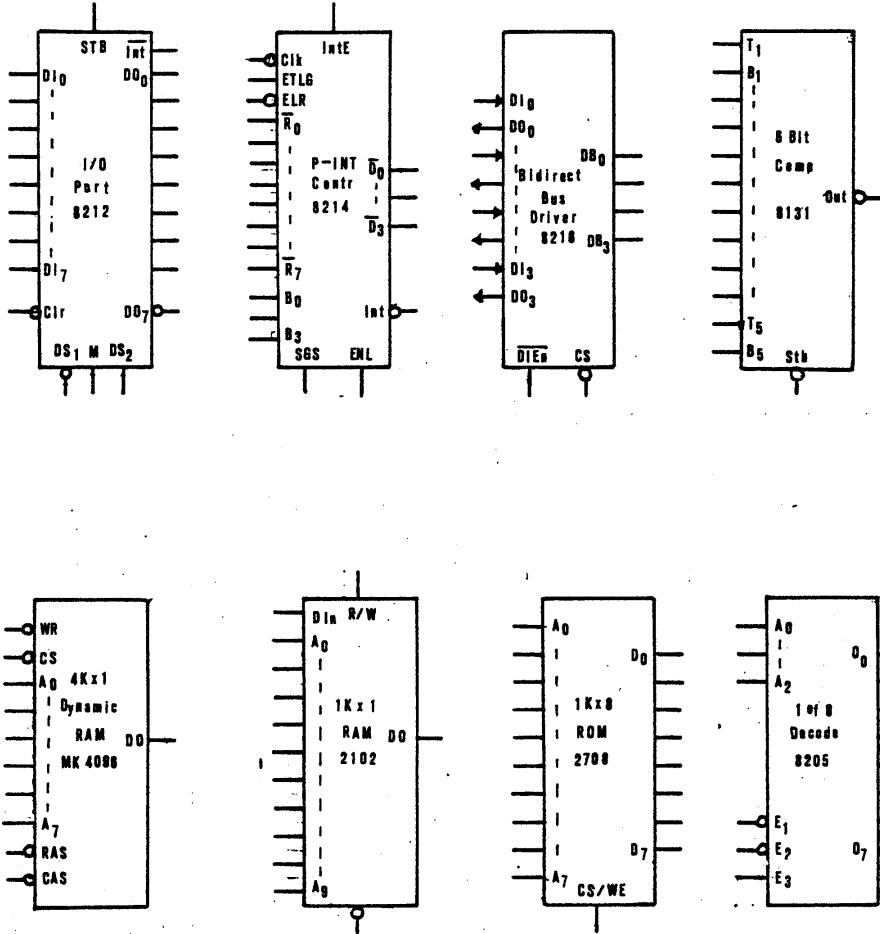 STB
Int
DI0
DO0
I/O
Port
8212
DI7
Clr
DO7
DS1 M DS2
IntE
Clk
ETLG
ELR
R0
P-INT
Contr
8214
D0
D3
R7
B0
Int
B3
SGS ENL
DI0
DO0
DB0
Bidirect
Bus
Driver
8216
DB3
DI3
DO3
DIEn CS
T1
B1
6 Bit
Comp
8131
Out
T5
B5
Stb
WR
CS
A0
4Kx1
Dynamic
RAM
MK4096
DO
A7
RAS
CAS
DIn R/W
A0
1Kx1
RAM
2102
DO
A9
A0
D0
1Kx8
ROM
2708
D7
A7
CS/WE
A0
O0
A2
1 of 8
Decode
8205
E1
E2
O7
E3